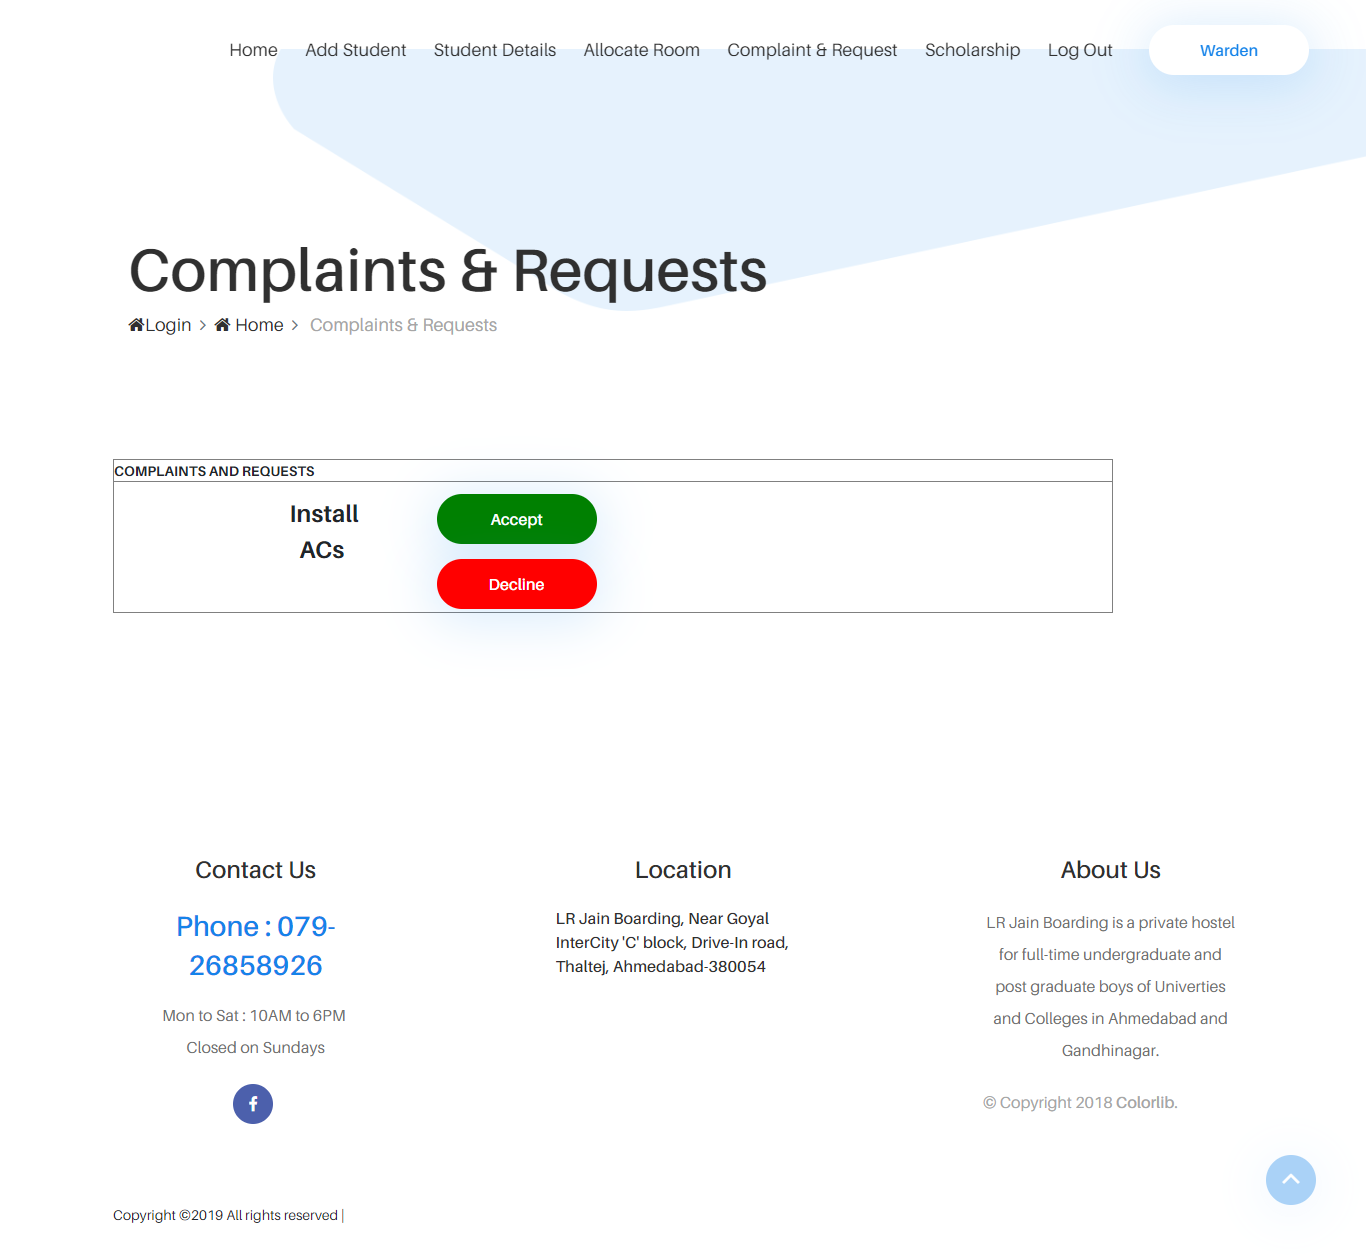 Home Add Student Student Details Allocate Room Complaint & Request Scholarship Log Out Warden
Complaints & Requests
Login > Home > Complaints & Requests
COMPLAINTS AND REQUESTS
Install
ACs
Accept
Decline
Contact Us
Phone : 079-
26858926
Mon to Sat : 10AM to 6PM
Closed on Sundays
Location
LR Jain Boarding, Near Goyal
InterCity 'C' block, Drive-In road,
Thaltej, Ahmedabad-380054
About Us
LR Jain Boarding is a private hostel
for full-time undergraduate and
post graduate boys of Univerties
and Colleges in Ahmedabad and
Gandhinagar.
© Copyright 2018 Colorlib.
Copyright ©2019 All rights reserved |